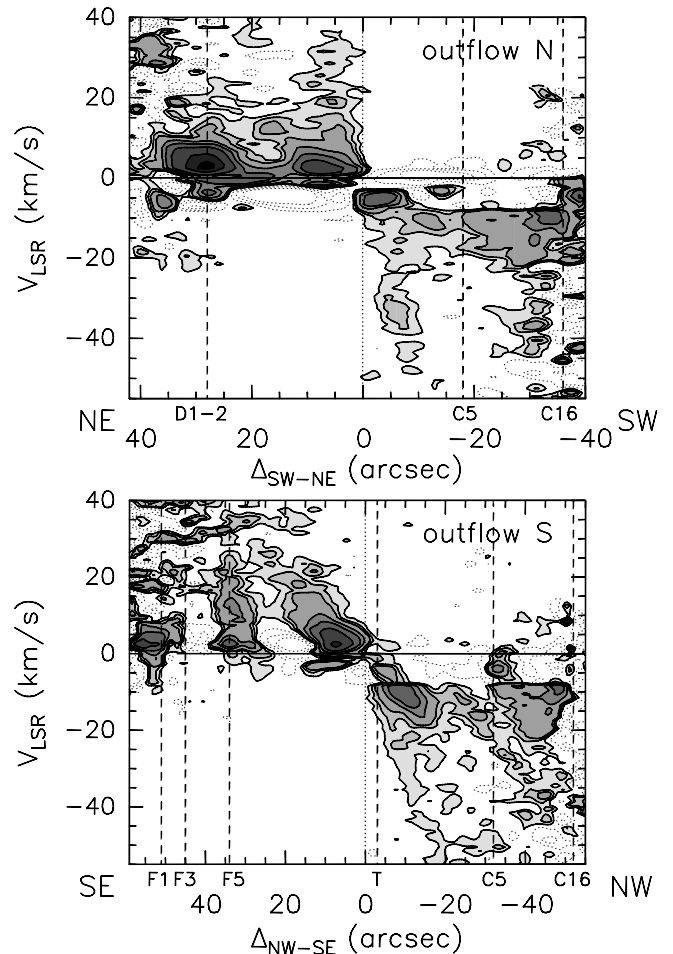 40
20
0
−20
−40
V_LSR (km/s)
outflow N
NE
D1−2
C5
C16
SW
40
20
0
−20
−40
Δ_SW−NE (arcsec)
40
20
0
−20
−40
V_LSR (km/s)
outflow S
SE
F1
F3
F5
T
C5
C16
NW
40
20
0
−20
−40
Δ_NW−SE (arcsec)